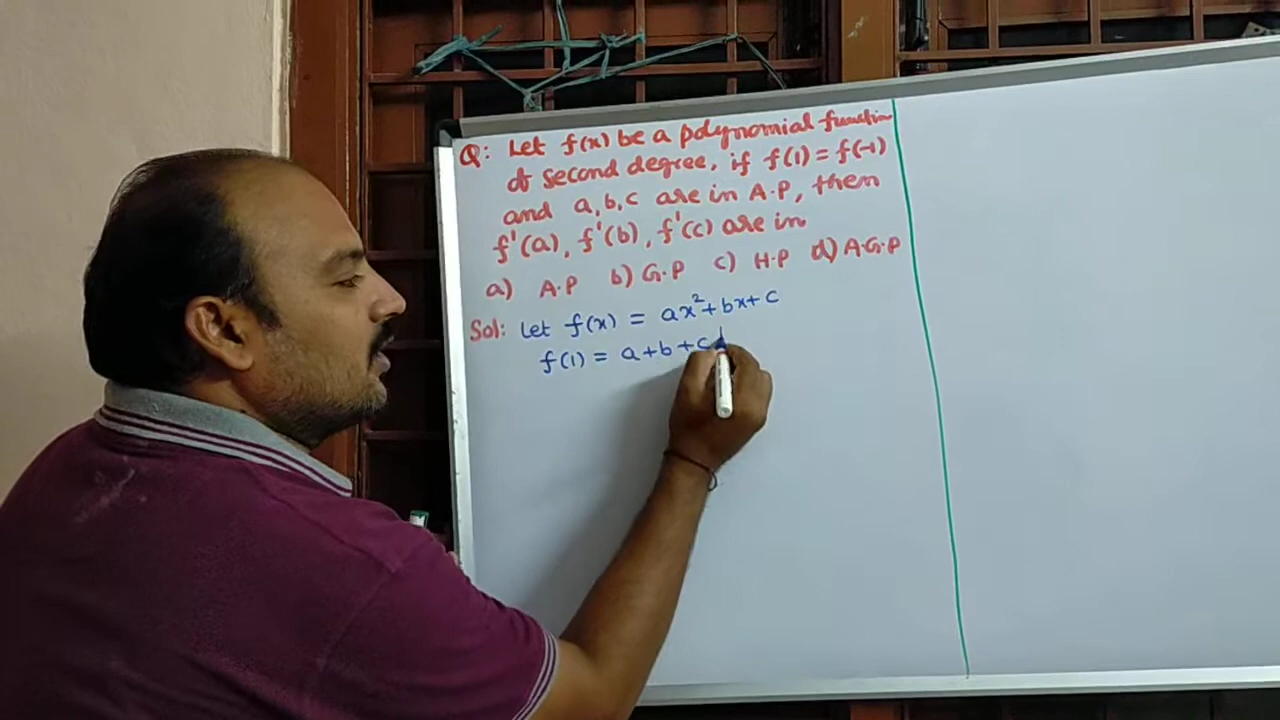 Q: Let f(x) be a polynomial function
of second degree, if f(1) = f(-1)
and a, b, c are in A.P, then
f'(a), f'(b), f'(c) are in
a) A.P b) G.P c) H.P d) A.G.P
Sol: Let f(x) = ax²+bx+c
f(1) = a+b+c